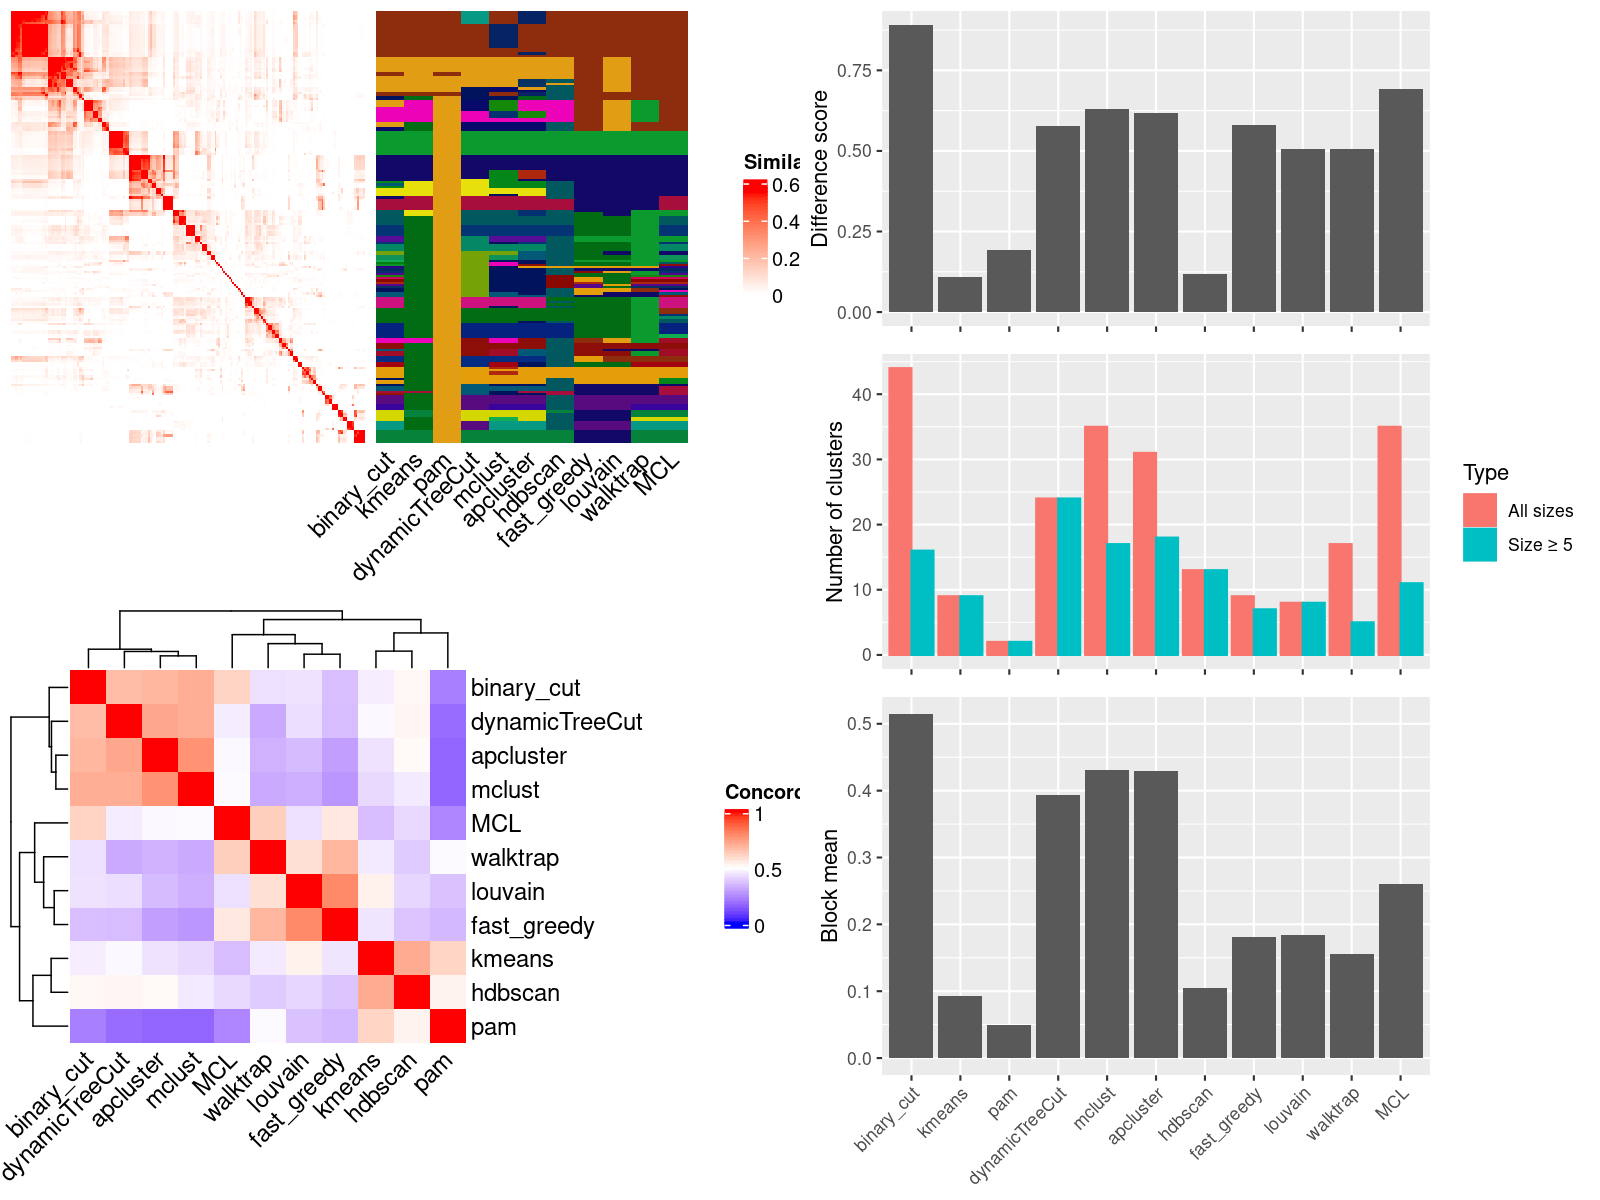 Simila
0.6
0.4
0.2
0
binary_cut
kmeans
pam
dynamicTreeCut
mclust
apcluster
hdbscan
fast_greedy
louvain
walktrap
MCL
Difference score
0.75
0.50
0.25
0.00
Number of clusters
40
30
20
10
0
Type
All sizes
Size ≥ 5
binary_cut
dynamicTreeCut
apcluster
mclust
MCL
walktrap
louvain
fast_greedy
kmeans
hdbscan
pam
binary_cut
dynamicTreeCut
apcluster
mclust
MCL
walktrap
louvain
fast_greedy
kmeans
hdbscan
pam
Concord
1
0.5
0
Block mean
0.5
0.4
0.3
0.2
0.1
0.0
binary_cut
kmeans
pam
dynamicTreeCut
mclust
apcluster
hdbscan
fast_greedy
louvain
walktrap
MCL